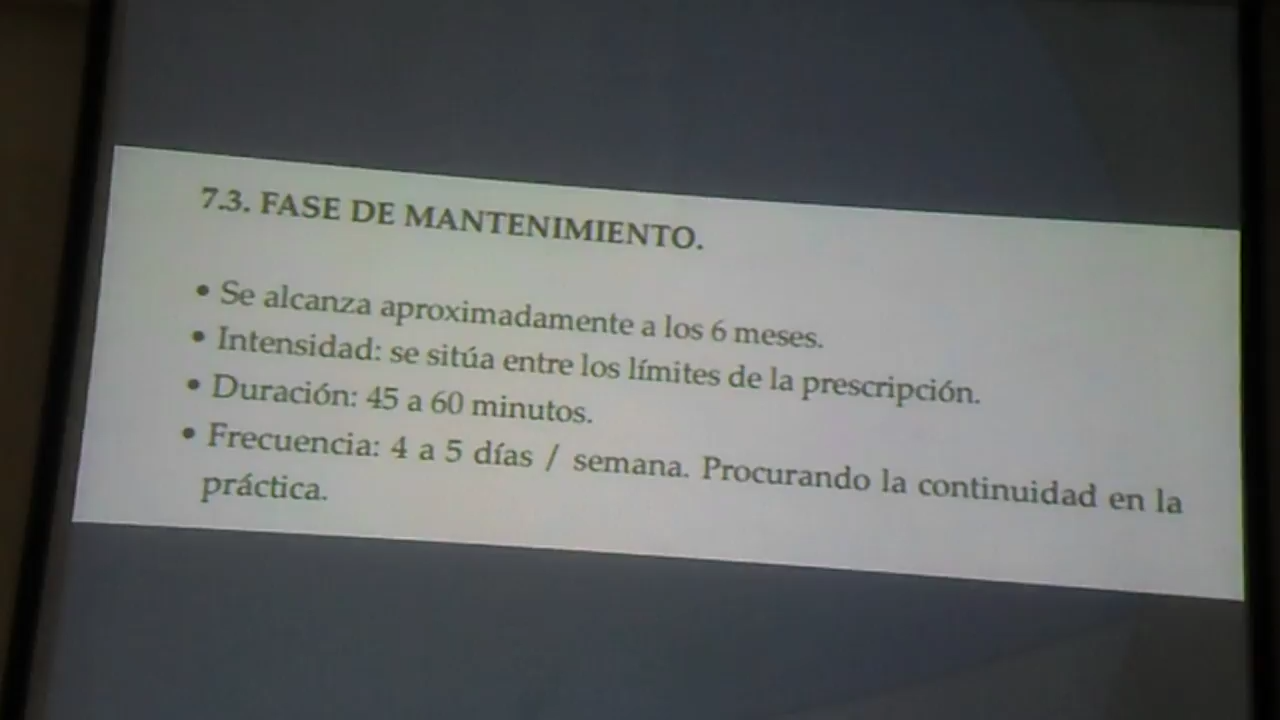 7.3. FASE DE MANTENIMIENTO.
• Se alcanza aproximadamente a los 6 meses.
• Intensidad: se sitúa entre los límites de la prescripción.
• Duración: 45 a 60 minutos.
• Frecuencia: 4 a 5 días / semana. Procurando la continuidad en la
práctica.